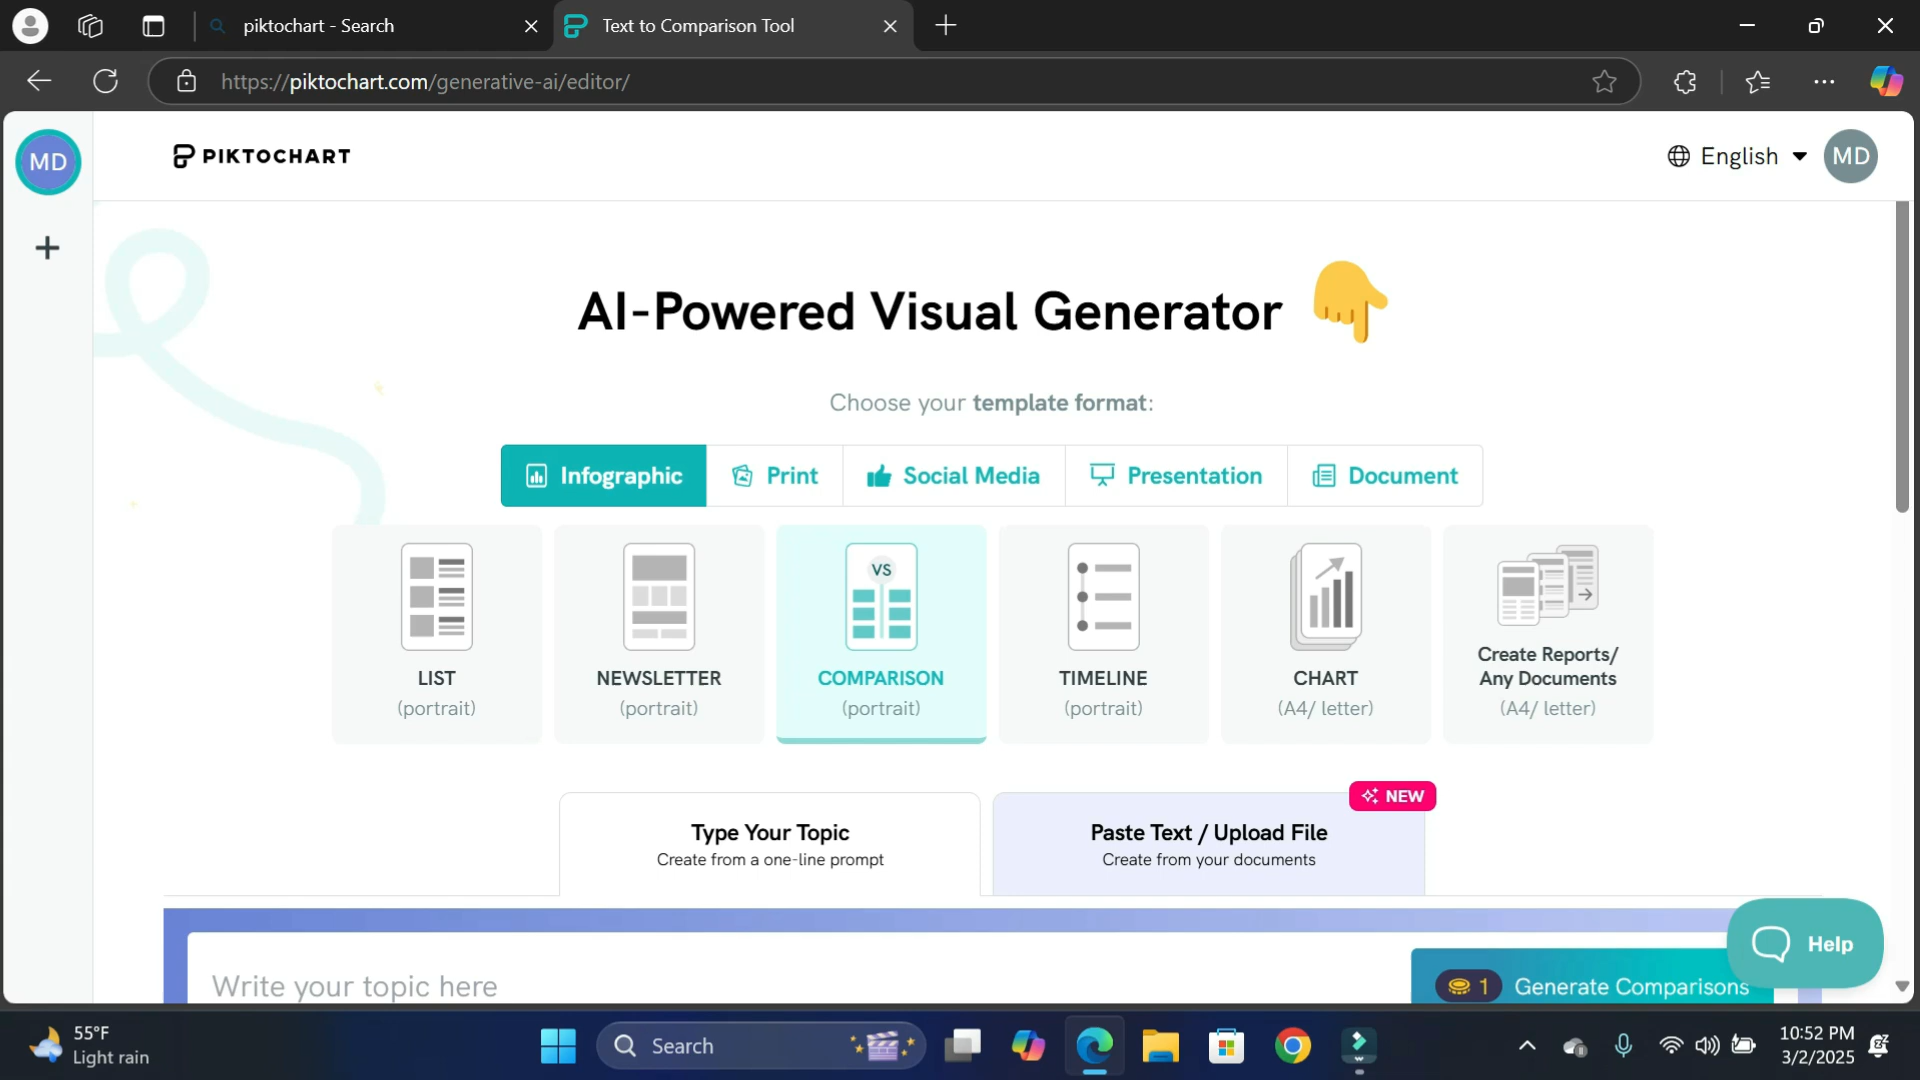 piktochart - Search
Text to Comparison Tool
https://piktochart.com/generative-ai/editor/
MD
PIKTOCHART
English
MD
AI-Powered Visual Generator
Choose your template format:
Infographic
Print
Social Media
Presentation
Document
VS
LIST
(portrait)
NEWSLETTER
(portrait)
COMPARISON
(portrait)
TIMELINE
(portrait)
CHART
(A4/ letter)
Create Reports/
Any Documents
(A4/ letter)
Type Your Topic
Create from a one-line prompt
NEW
Paste Text / Upload File
Create from your documents
Write your topic here
1 Generate Comparisons
Help
55°F
Light rain
Search
10:52 PM
3/2/2025